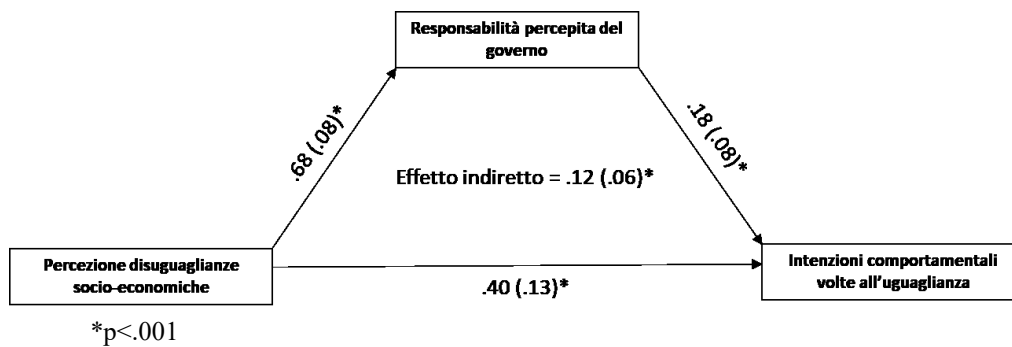 Responsabilità percepita del
governo
.68 (.08)*
.18 (.08)*
Effetto indiretto = .12 (.06)*
Percezione disuguaglianze
socio-economiche
.40 (.13)*
Intenzioni comportamentali
volte all'uguaglianza
*p<.001